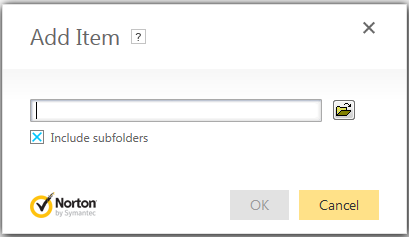 Add Item ?
Include subfolders
Norton
by Symantec
OK
Cancel